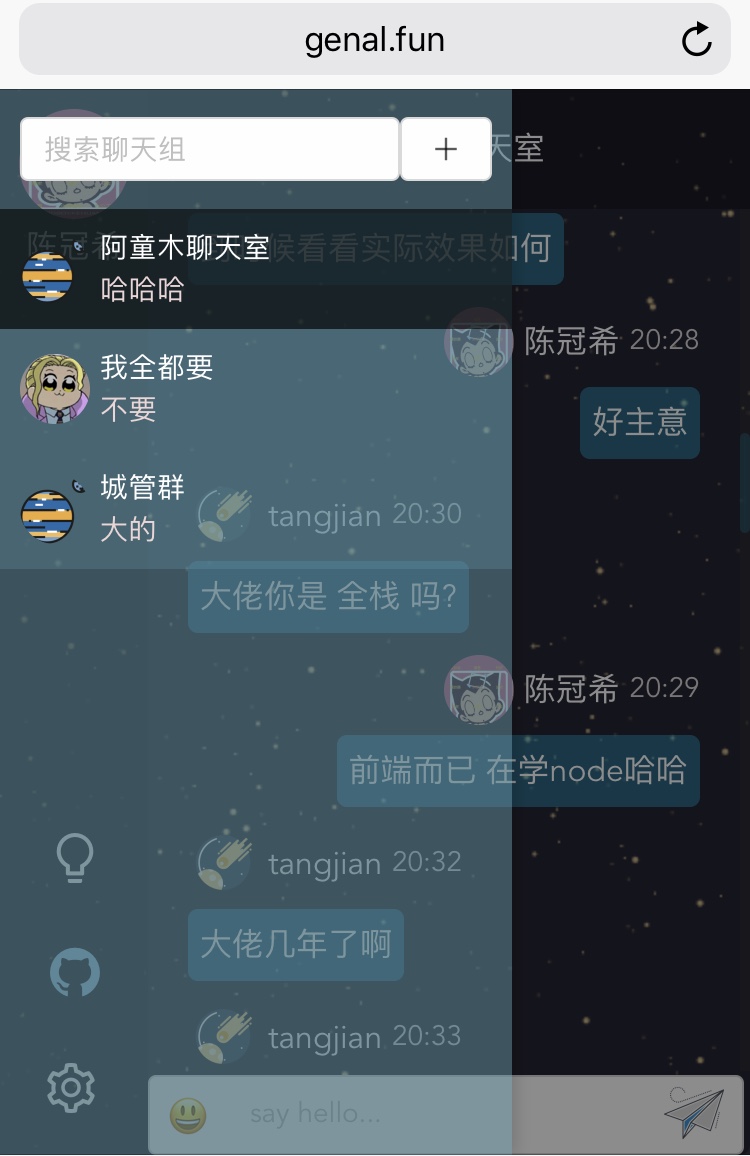 genal.fun
搜索聊天组
天室
阿童木聊天室
哈哈哈
陈冠希
候看看实际效果如何
陈冠希 20:28
我全都要
不要
好主意
城管群
大的
tangjian 20:30
大佬你是 全栈 吗?
陈冠希 20:29
前端而已 在学node哈哈
tangjian 20:32
大佬几年了啊
tangjian 20:33
say hello...